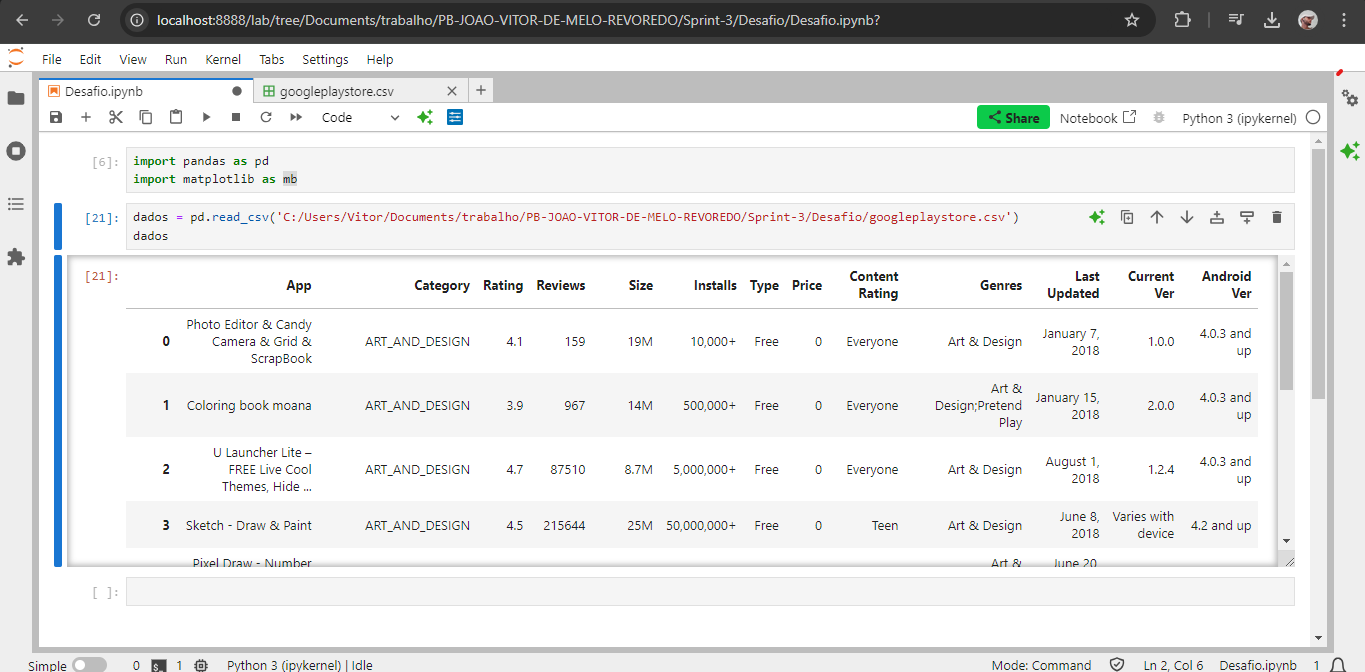 localhost:8888/lab/tree/Documents/trabalho/PB-JOAO-VITOR-DE-MELO-REVOREDO/Sprint-3/Desafio/Desafio.ipynb?
File Edit View Run Kernel Tabs Settings Help
Desafio.ipynb googleplaystore.csv
Code Share Notebook Python 3 (ipykernel)
[6]: import pandas as pd
import matplotlib as mb
[21]: dados = pd.read_csv('C:/Users/Vitor/Documents/trabalho/PB-JOAO-VITOR-DE-MELO-REVOREDO/Sprint-3/Desafio/googleplaystore.csv')
dados
[21]: App Category Rating Reviews Size Installs Type Price Content Rating Genres Last Updated Current Ver Android Ver
0 Photo Editor & Candy Camera & Grid & ScrapBook ART_AND_DESIGN 4.1 159 19M 10,000+ Free 0 Everyone Art & Design January 7, 2018 1.0.0 4.0.3 and up
1 Coloring book moana ART_AND_DESIGN 3.9 967 14M 500,000+ Free 0 Everyone Art & Design;Pretend Play January 15, 2018 2.0.0 4.0.3 and up
2 U Launcher Lite – FREE Live Cool Themes, Hide ... ART_AND_DESIGN 4.7 87510 8.7M 5,000,000+ Free 0 Everyone Art & Design August 1, 2018 1.2.4 4.0.3 and up
3 Sketch - Draw & Paint ART_AND_DESIGN 4.5 215644 25M 50,000,000+ Free 0 Teen Art & Design June 8, 2018 Varies with device 4.2 and up
Pixel Draw - Number Art & June 20,
[ ]:
Simple 0 1 Python 3 (ipykernel) | Idle Mode: Command Ln 2, Col 6 Desafio.ipynb 1